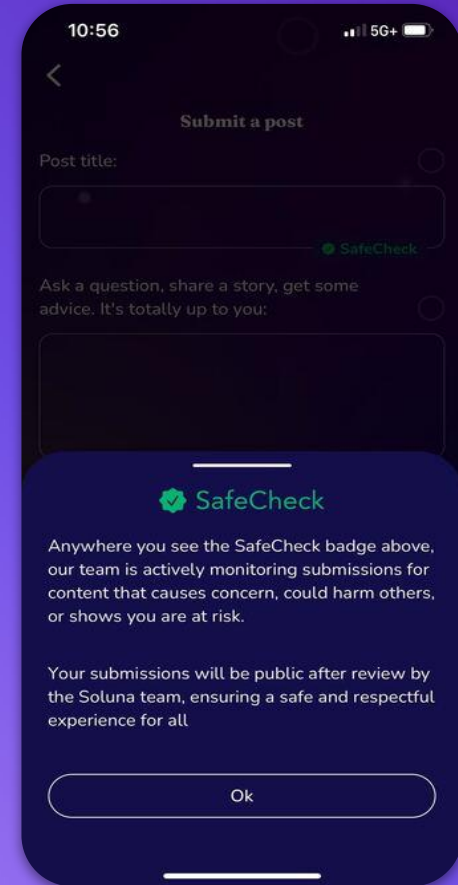 10:56
5G+
Submit a post
Post title:
SafeCheck
Ask a question, share a story, get some
advice. It's totally up to you:
SafeCheck
Anywhere you see the SafeCheck badge above,
our team is actively monitoring submissions for
content that causes concern, could harm others,
or shows you are at risk.
Your submissions will be public after review by
the Soluna team, ensuring a safe and respectful
experience for all
Ok